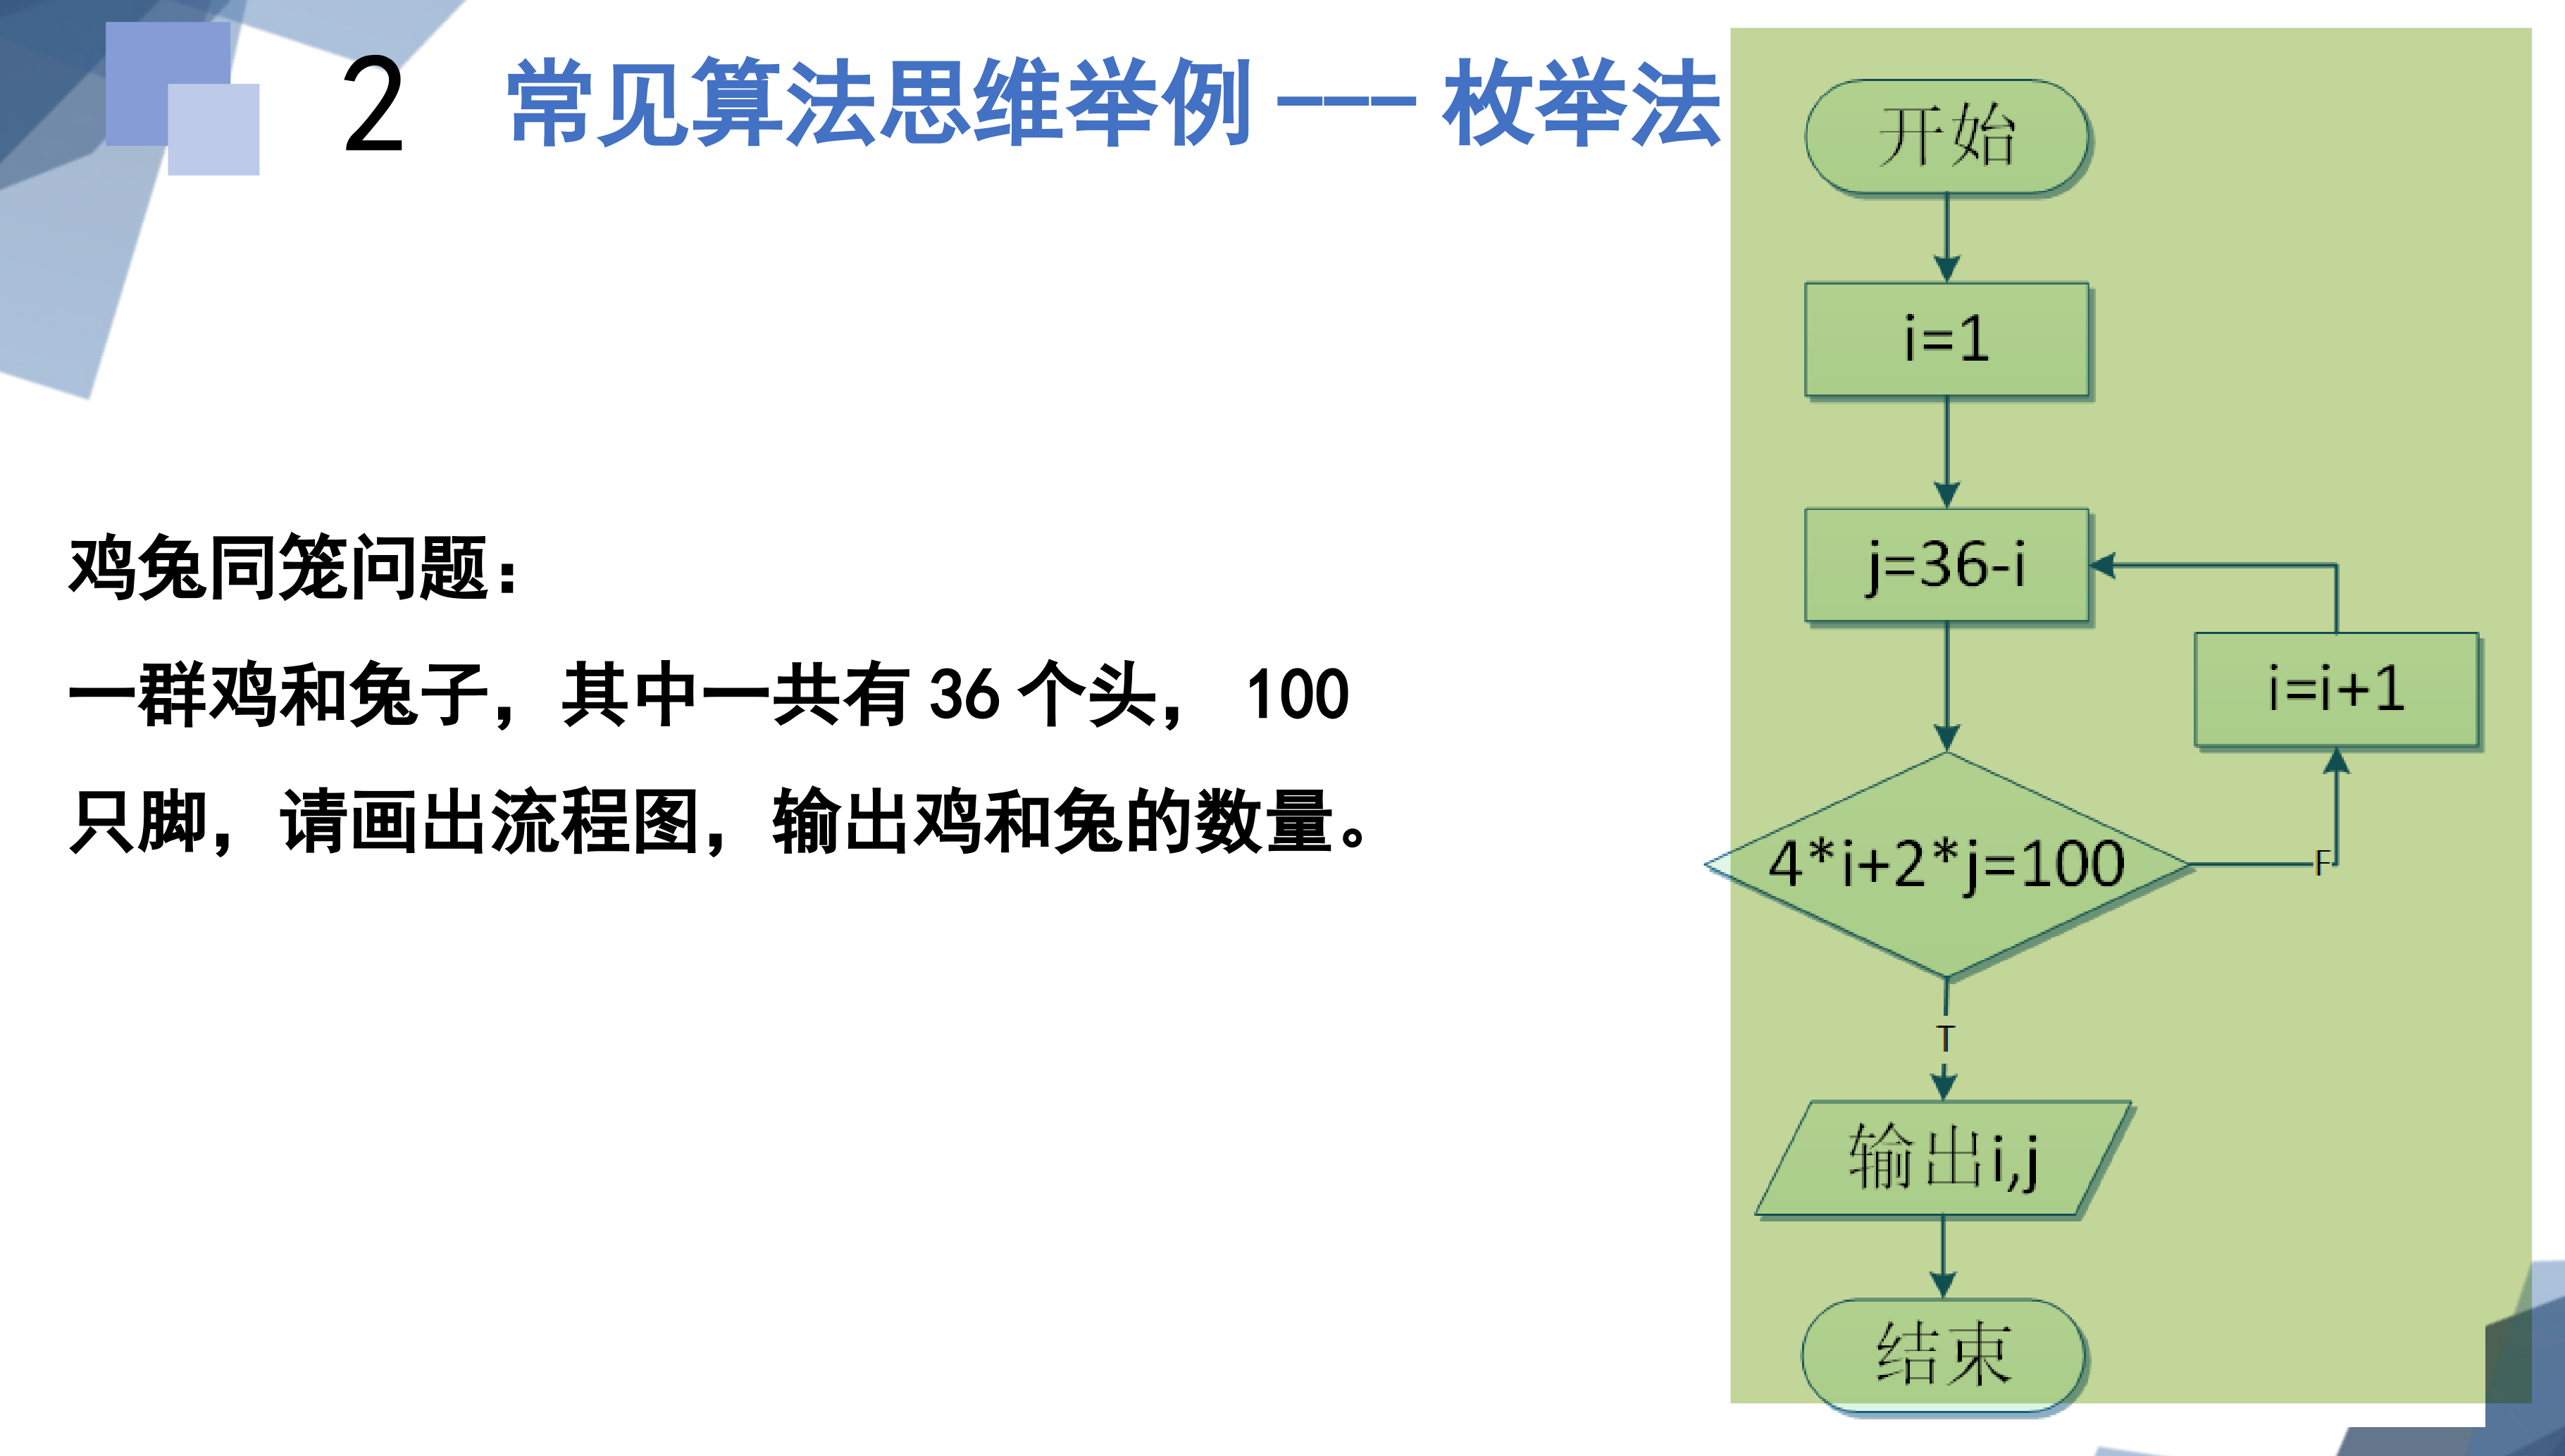 2 常见算法思维举例 --- 枚举法
鸡兔同笼问题：
一群鸡和兔子，其中一共有 36 个头， 100
只脚，请画出流程图，输出鸡和兔的数量。
开始
i=1
j=36-i
i=i+1
4*i+2*j=100
F
T
输出i,j
结束